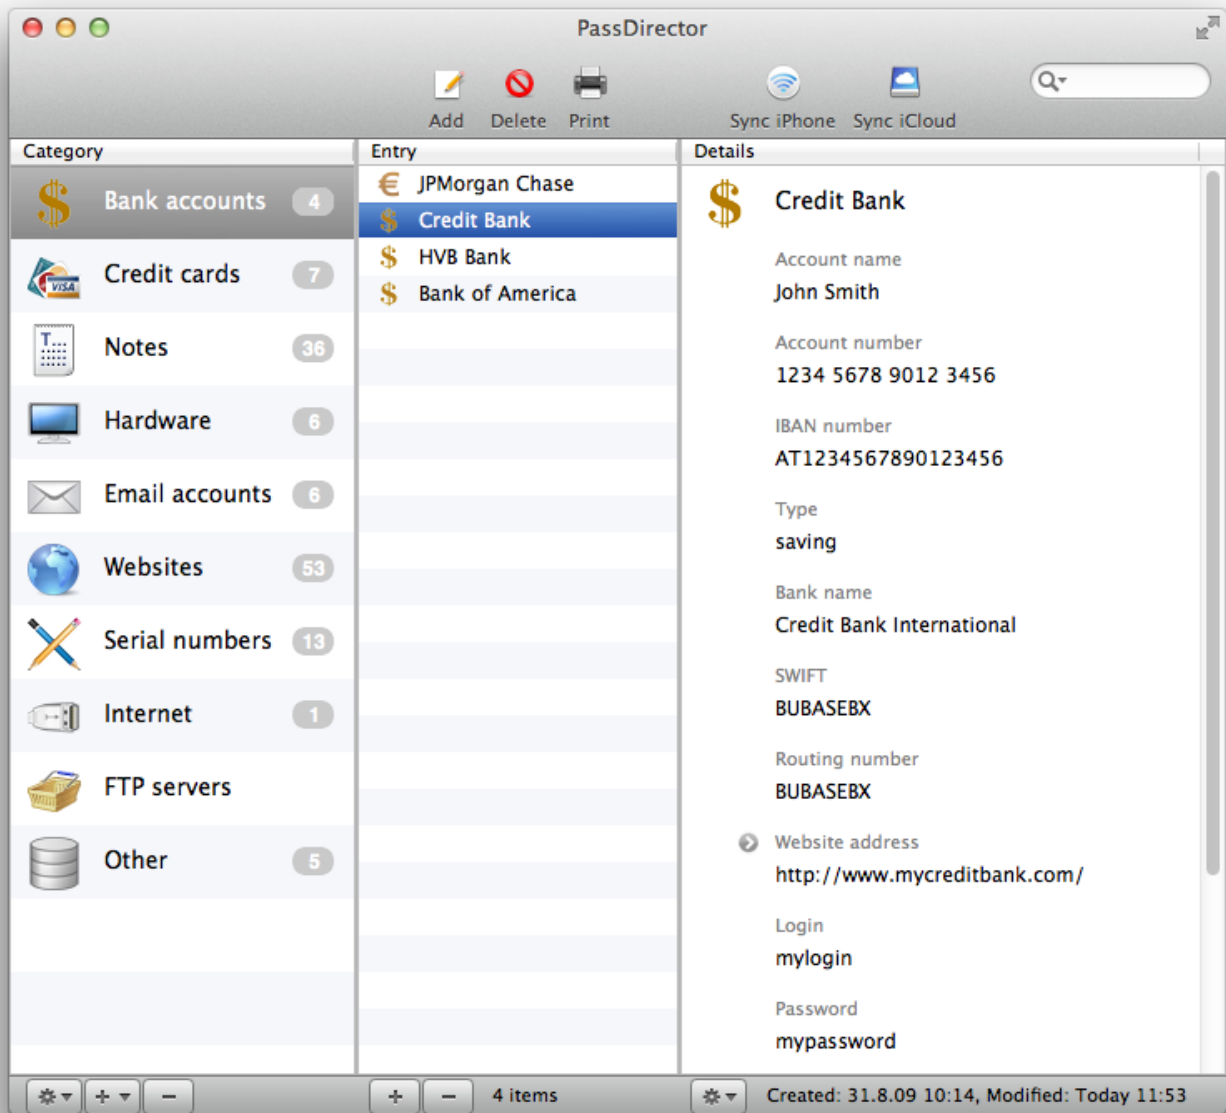 PassDirector
Add Delete Print Sync iPhone Sync iCloud
Category
Bank accounts 4
Credit cards 7
VISA
Notes 36
T...
Hardware 6
Email accounts 6
Websites 53
Serial numbers 13
Internet 1
FTP servers
Other 5
Entry
€ JPMorgan Chase
$ Credit Bank
$ HVB Bank
$ Bank of America
Details
$ Credit Bank
Account name
John Smith
Account number
1234 5678 9012 3456
IBAN number
AT1234567890123456
Type
saving
Bank name
Credit Bank International
SWIFT
BUBASEBX
Routing number
BUBASEBX
Website address
http://www.mycreditbank.com/
Login
mylogin
Password
mypassword
4 items
Created: 31.8.09 10:14, Modified: Today 11:53